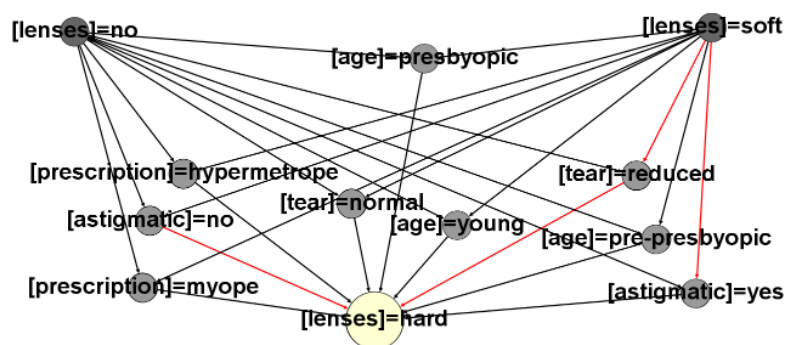 [lenses]=no
[lenses]=soft
[age]=presbyopic
[prescription]=hypermetrope
[tear]=reduced
[tear]=normal
[astigmatic]=no
[age]=young
[age]=pre-presbyopic
[prescription]=myope
[astigmatic]=yes
[lenses]=hard